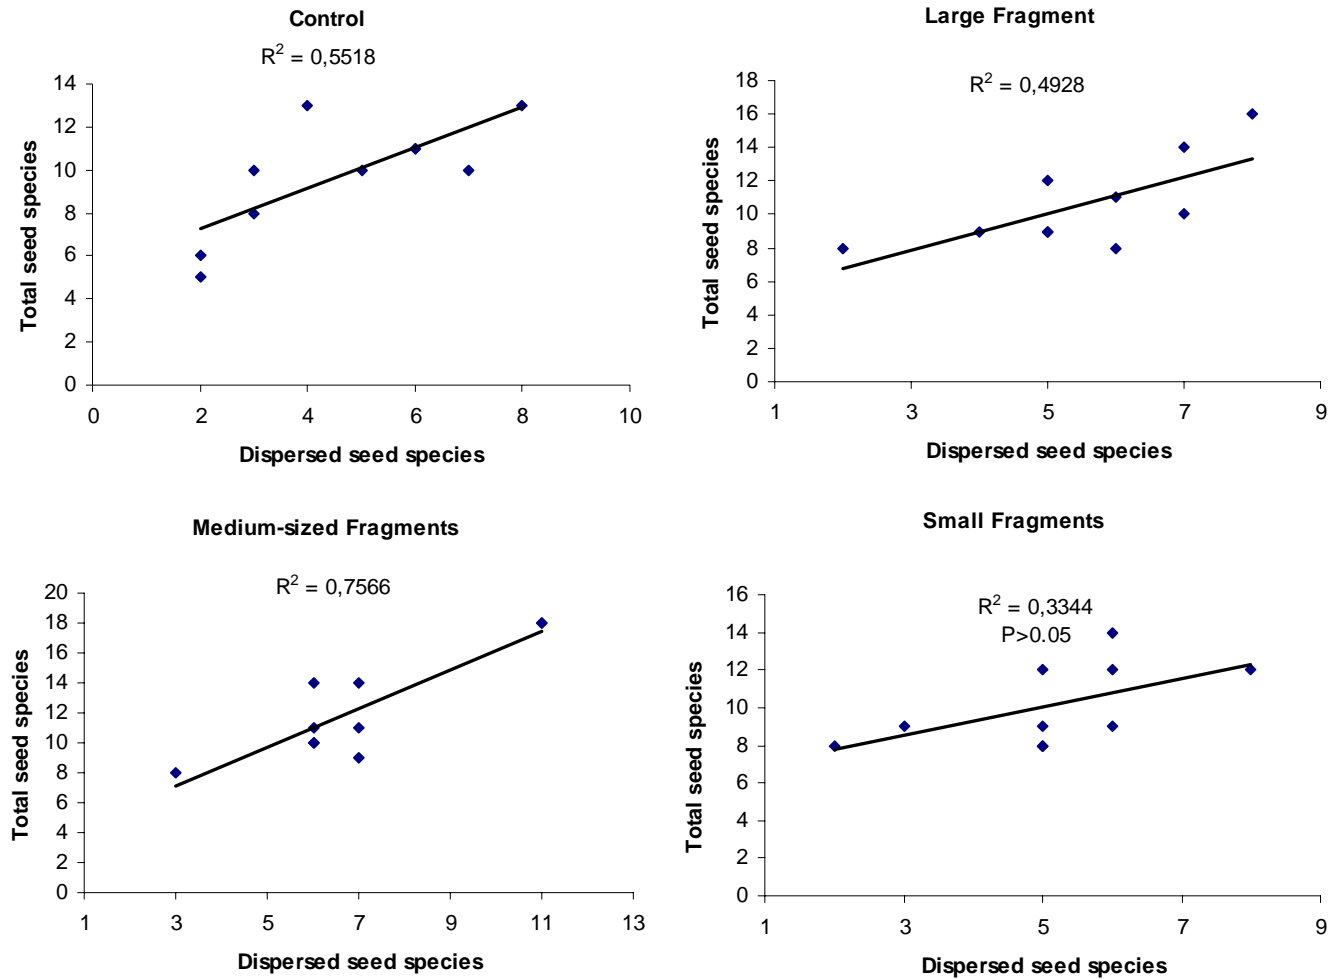 Control
R² = 0,5518
14
12
10
8
6
4
2
0
0 2 4 6 8 10
Total seed species
Dispersed seed species
Large Fragment
R² = 0,4928
18
16
14
12
10
8
6
4
2
0
1 3 5 7 9
Total seed species
Dispersed seed species
Medium-sized Fragments
R² = 0,7566
20
18
16
14
12
10
8
6
4
2
0
1 3 5 7 9 11 13
Total seed species
Dispersed seed species
Small Fragments
R² = 0,3344
P>0.05
16
14
12
10
8
6
4
2
0
1 3 5 7 9
Total seed species
Dispersed seed species